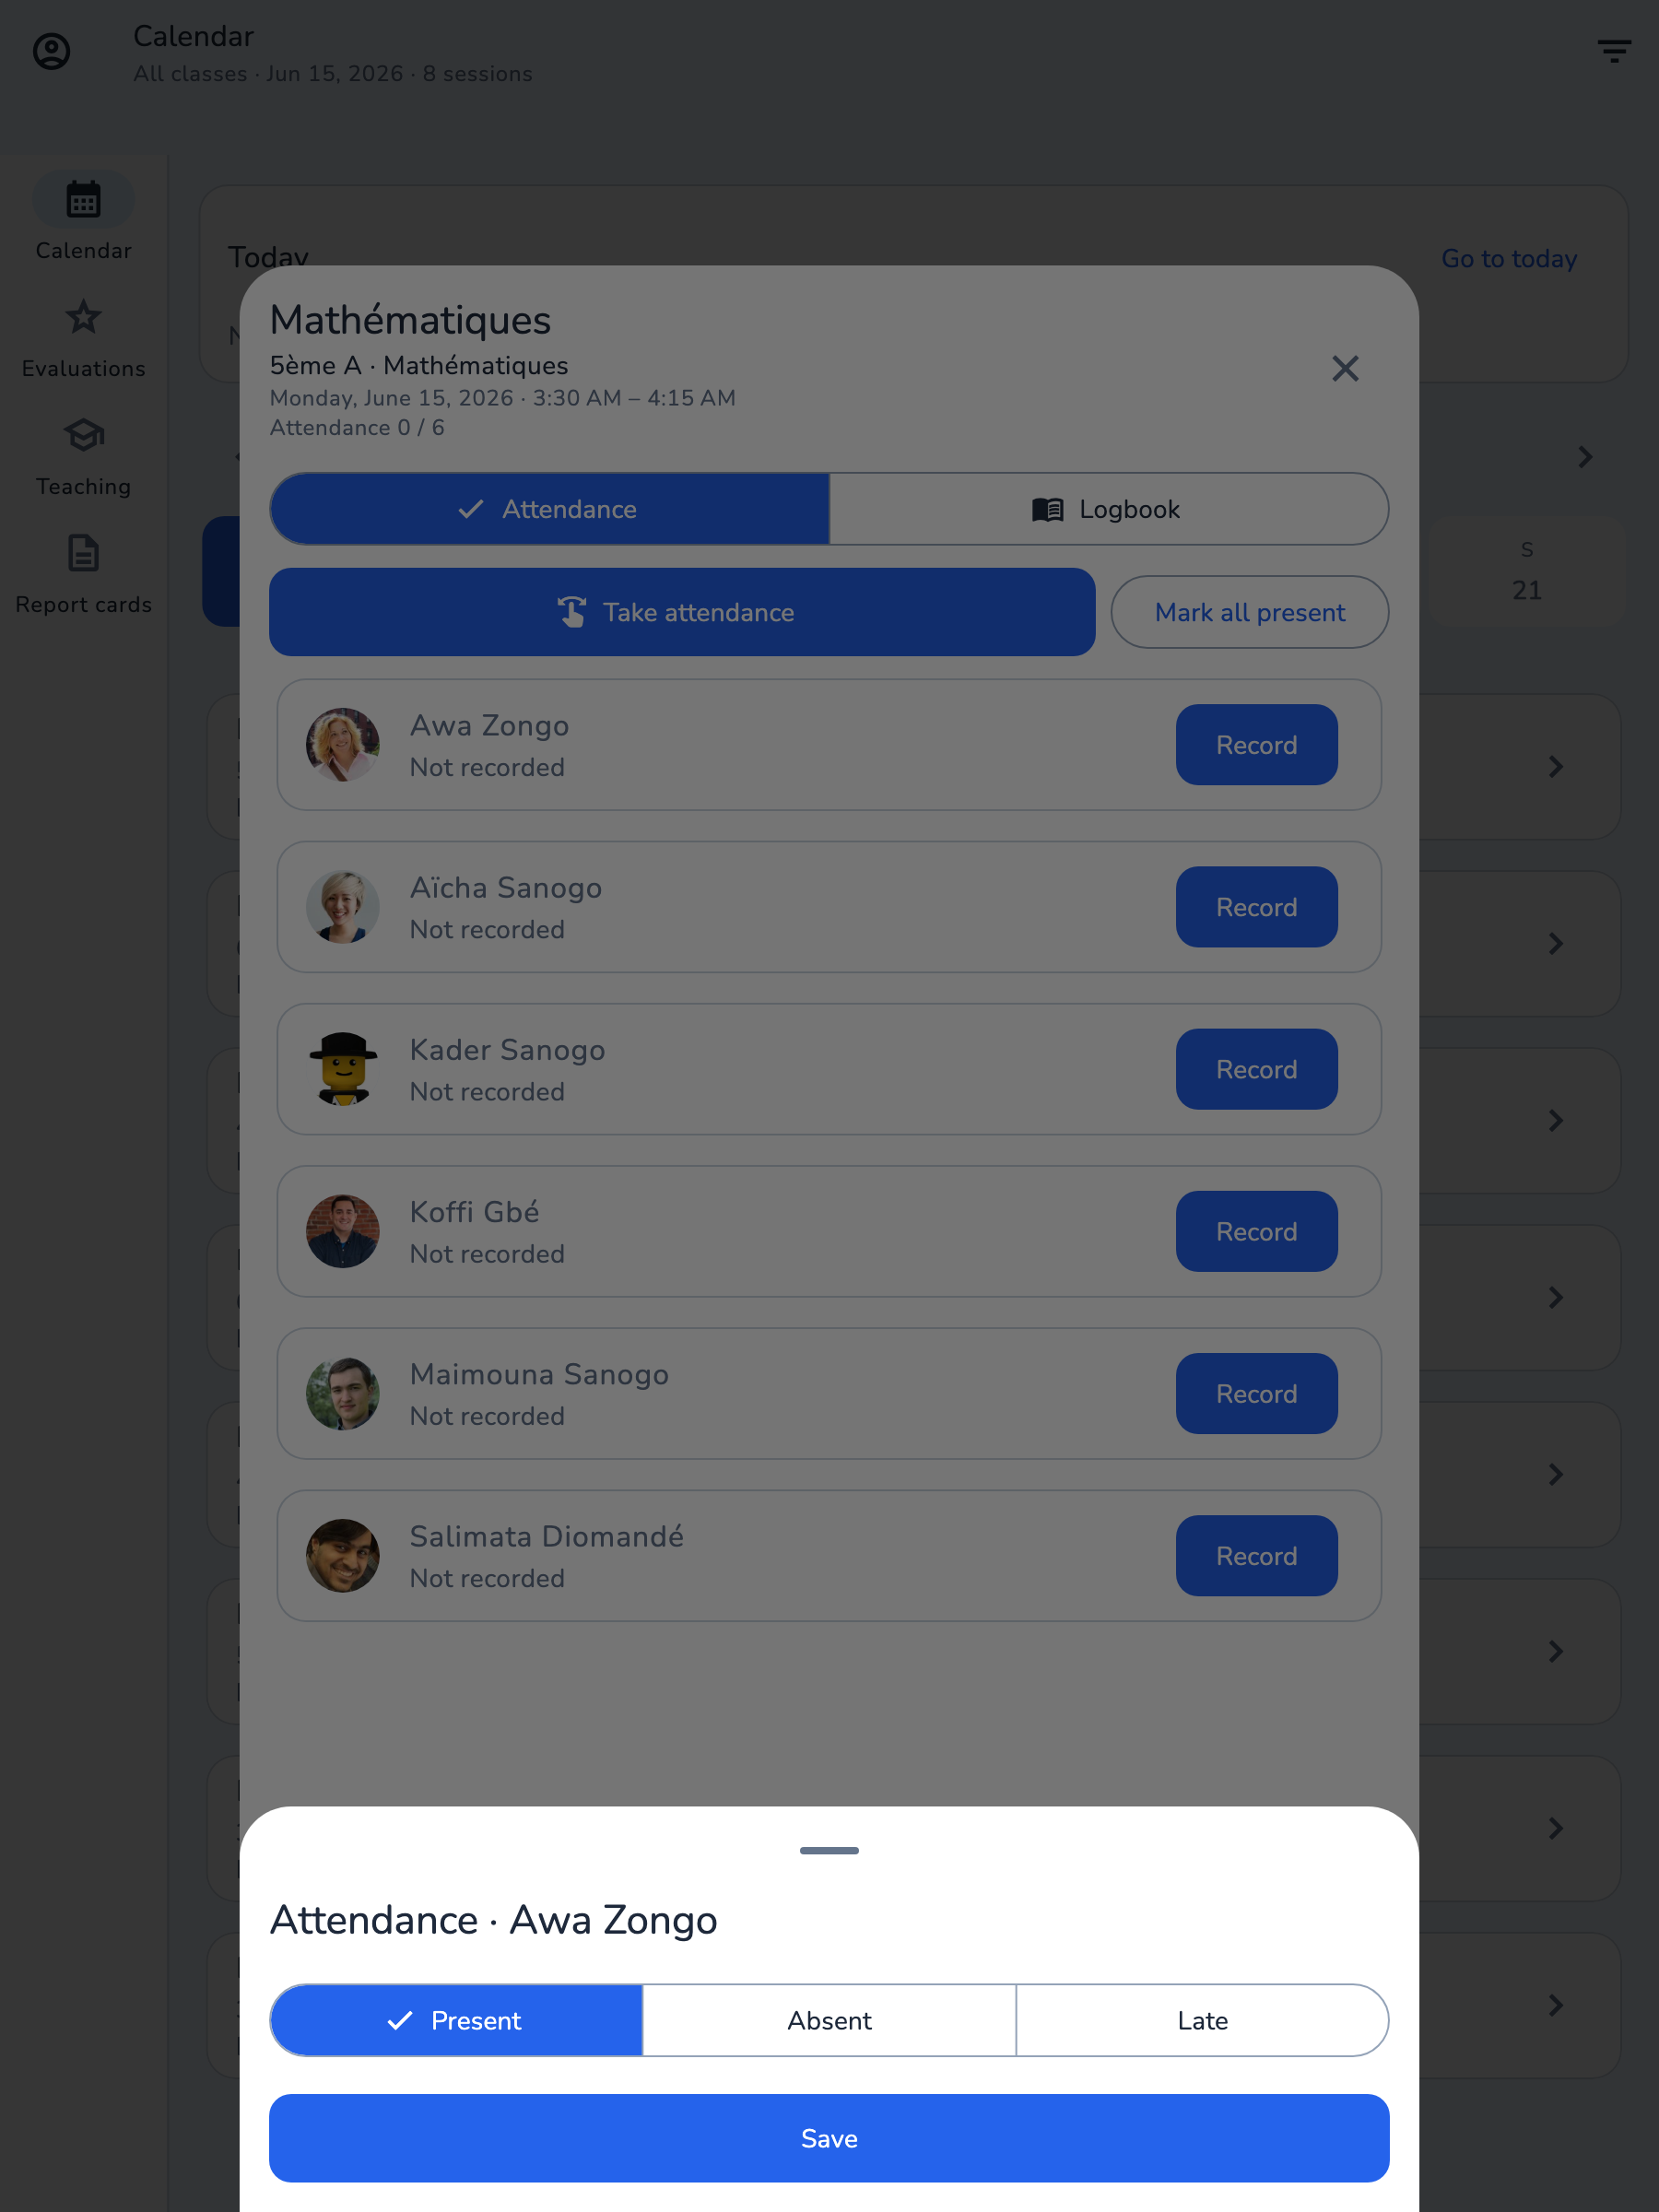 Calendar
All classes · Jun 15, 2026 · 8 sessions
Calendar
Evaluations
Teaching
Report cards
Today
Go to today
S
21
Mathématiques
5ème A · Mathématiques
Monday, June 15, 2026 · 3:30 AM – 4:15 AM
Attendance 0 / 6
Attendance
Logbook
Take attendance
Mark all present
Awa Zongo
Not recorded
Record
Aïcha Sanogo
Not recorded
Record
Kader Sanogo
Not recorded
Record
Koffi Gbé
Not recorded
Record
Maimouna Sanogo
Not recorded
Record
Salimata Diomandé
Not recorded
Record
Attendance · Awa Zongo
Present
Absent
Late
Save